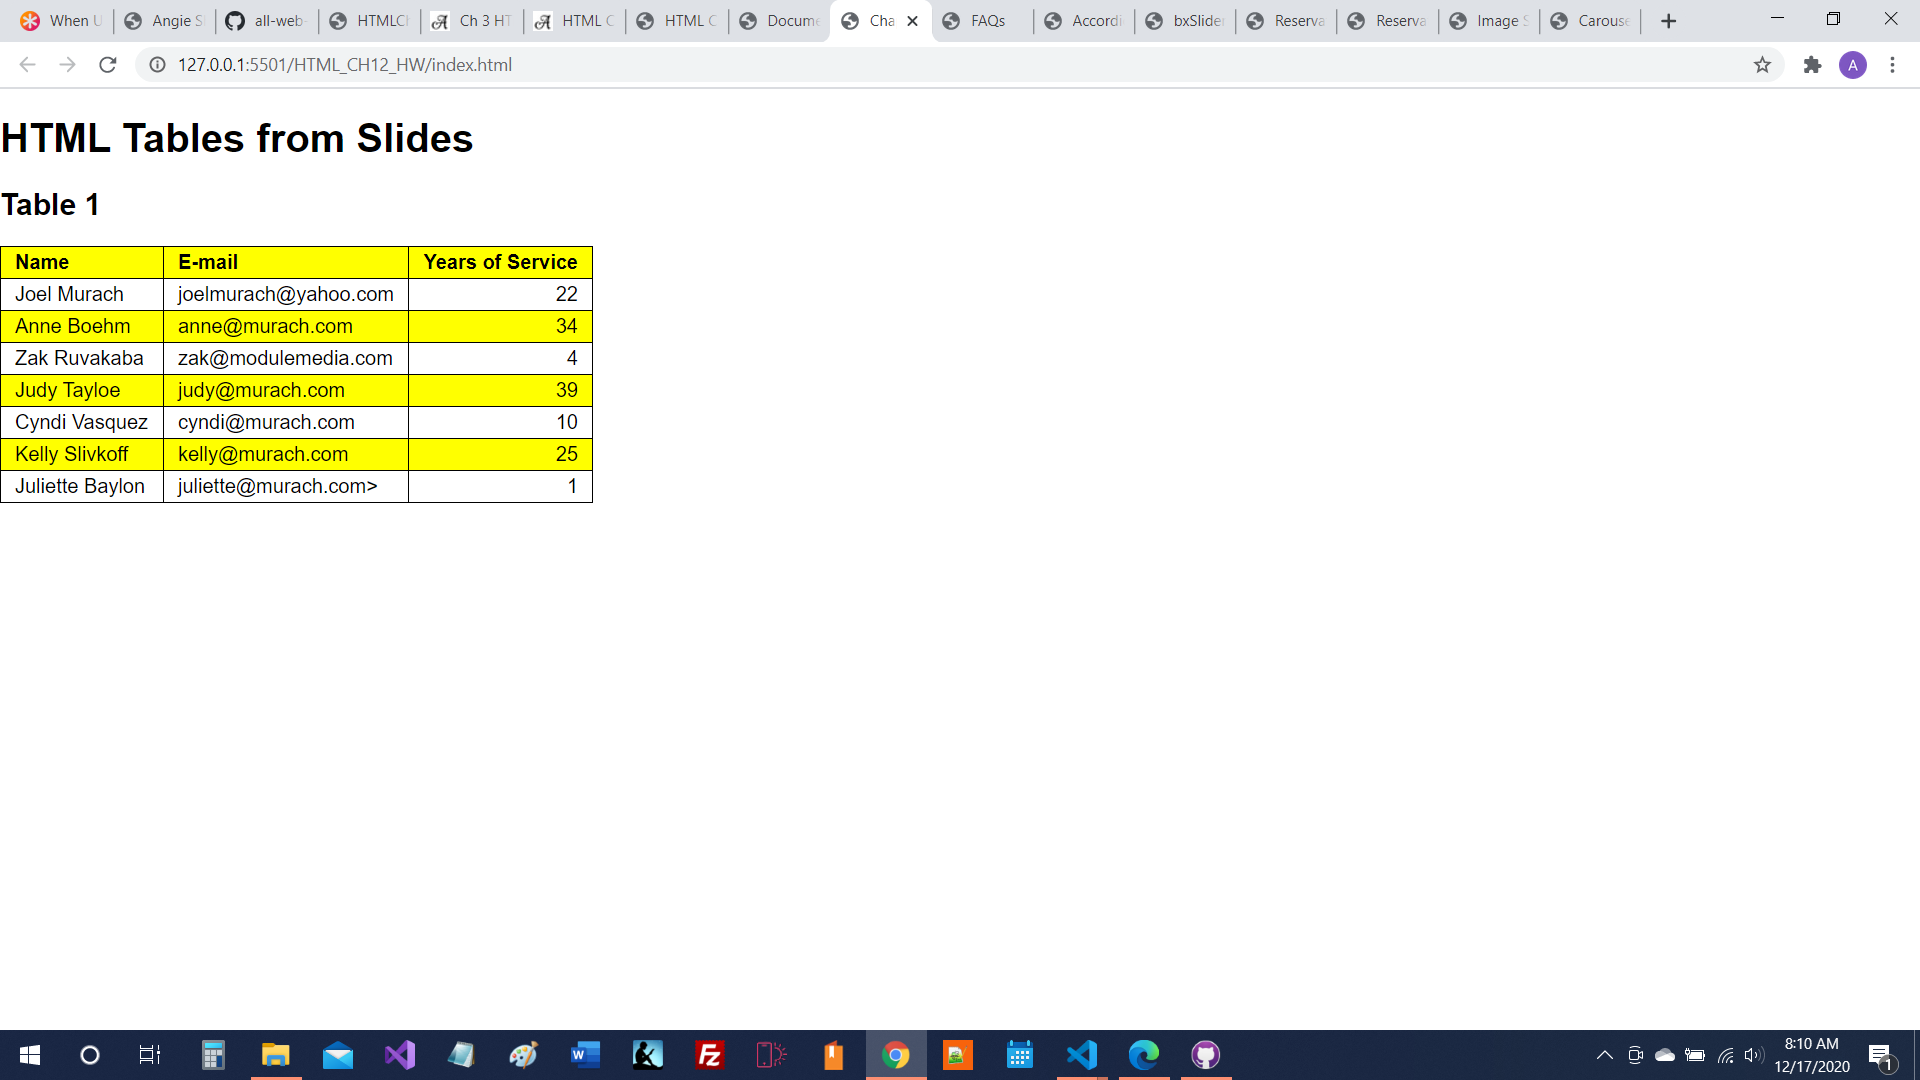 When U Angie S all-web- HTMLCh Ch 3 HT HTML C HTML C Docume Cha FAQs Accordi bxSlider Reserva Reserva Image S Carouse
127.0.0.1:5501/HTML_CH12_HW/index.html A
HTML Tables from Slides
Table 1
Name E-mail Years of Service
Joel Murach joelmurach@yahoo.com 22
Anne Boehm anne@murach.com 34
Zak Ruvakaba zak@modulemedia.com 4
Judy Tayloe judy@murach.com 39
Cyndi Vasquez cyndi@murach.com 10
Kelly Slivkoff kelly@murach.com 25
Juliette Baylon juliette@murach.com> 1
8:10 AM
12/17/2020
1